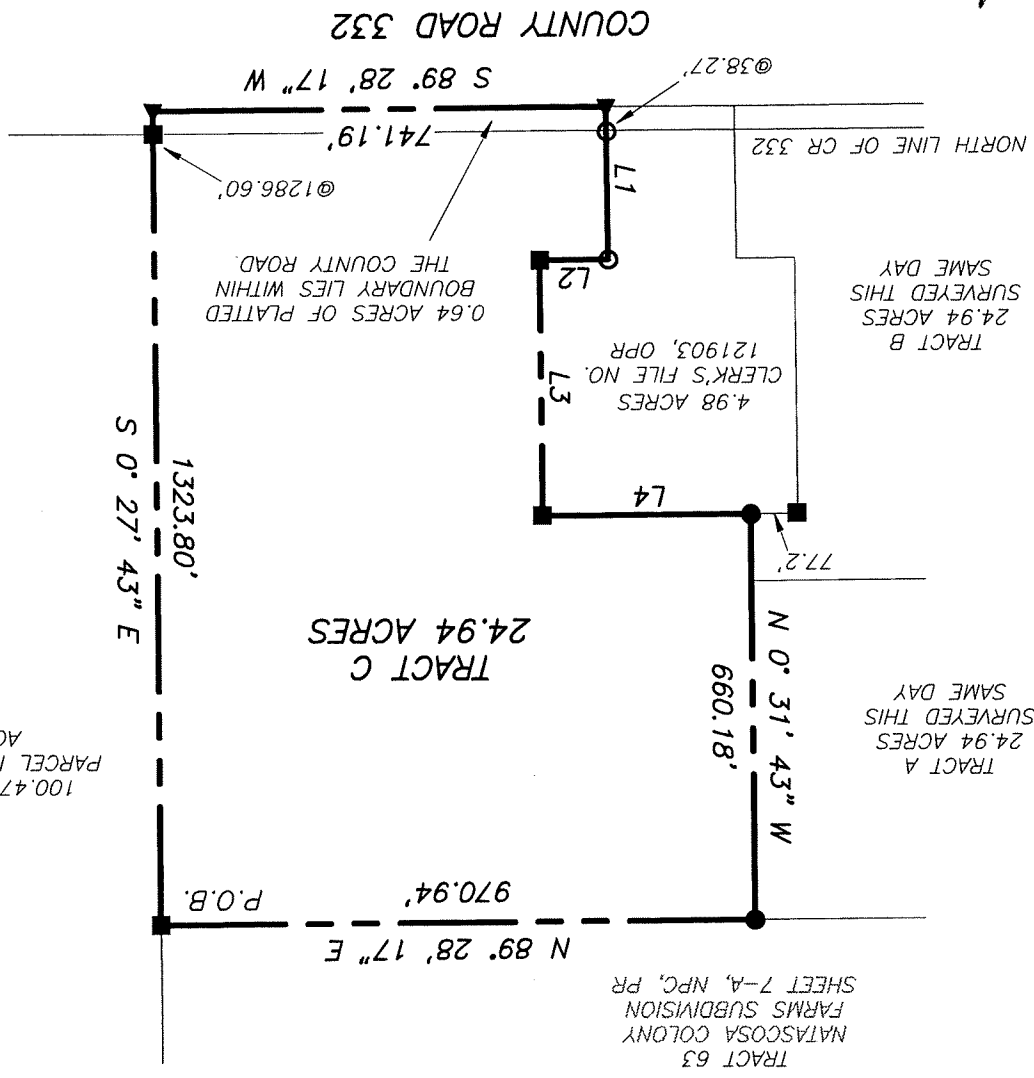 TRACT 63
NATASCOSA COLONY
FARMS SUBDIVISION
SHEET 7-A, NPC, PR
N 89° 28' 17" E
970.94'
P.O.B.
100.47
PARCEL
TRACT A
24.94 ACRES
SURVEYED THIS
SAME DAY
N 0° 31' 43" W
660.18'
TRACT C
24.94 ACRES
1323.80'
S 0° 27' 43" E
77.2'
L4
4.98 ACRES
CLERK'S FILE NO.
121903, OPR
L3
TRACT B
24.94 ACRES
SURVEYED THIS
SAME DAY
0.64 ACRES OF PLATTED
BOUNDARY LIES WITHIN
THE COUNTY ROAD.
L2
L1
@1286.60'
NORTH LINE OF CR 332
741.19'
S 89° 28' 17" W
@38.27'
COUNTY ROAD 332